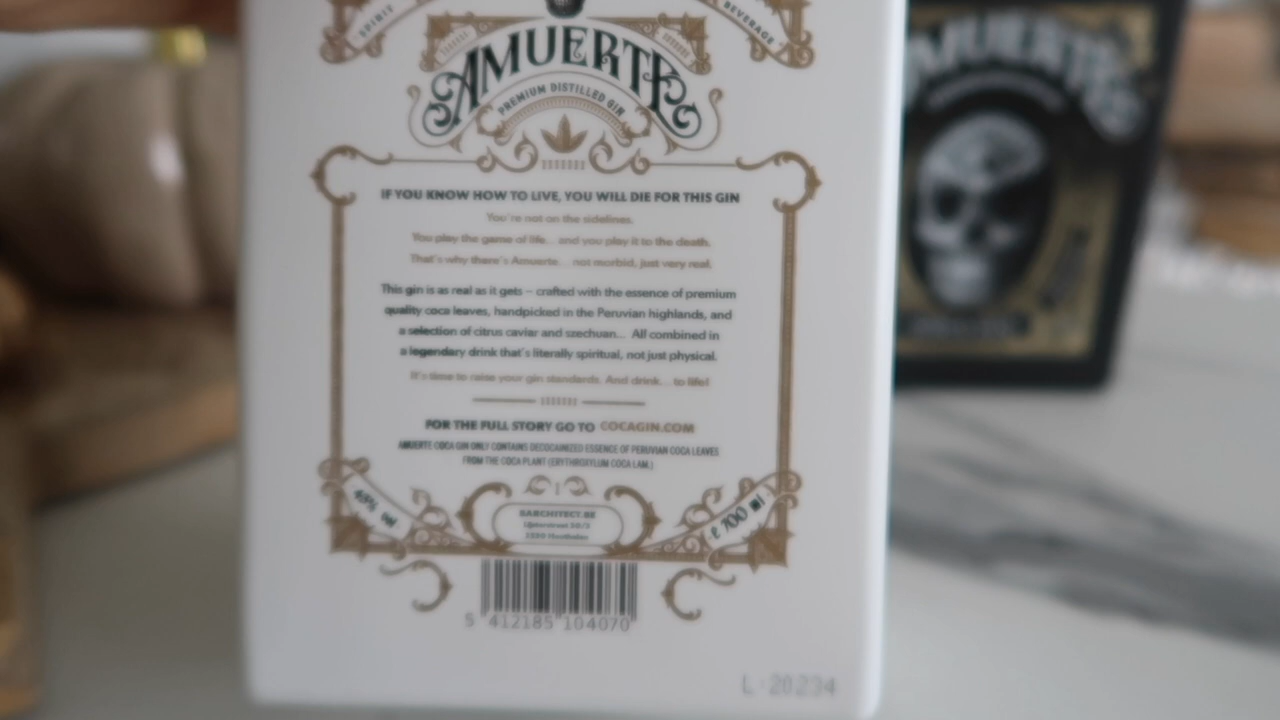 SPIRIT
BEVERAGE
AMUERTE
PREMIUM DISTILLED GIN
IF YOU KNOW HOW TO LIVE, YOU WILL DIE FOR THIS GIN
You're not on the sidelines.
You play the game of life... and you play it to the death.
That's why there's Amuerte... not morbid, just very real.
This gin is as real as it gets – crafted with the essence of premium
quality coca leaves, handpicked in the Peruvian highlands, and
a selection of citrus caviar and szechuan... All combined in
a legendary drink that's literally spiritual, not just physical.
It's time to raise your gin standards. And drink... to life!
FOR THE FULL STORY GO TO COCAGIN.COM
AMUERTE COCA GIN ONLY CONTAINS DECOCAINIZED ESSENCE OF PERUVIAN COCA LEAVES
FROM THE COCA PLANT (ERYTHROXYLUM COCA LAM.)
e 700 ml
BARCHITECT.BE
5 412185 104070
L 20234
AMUERTE